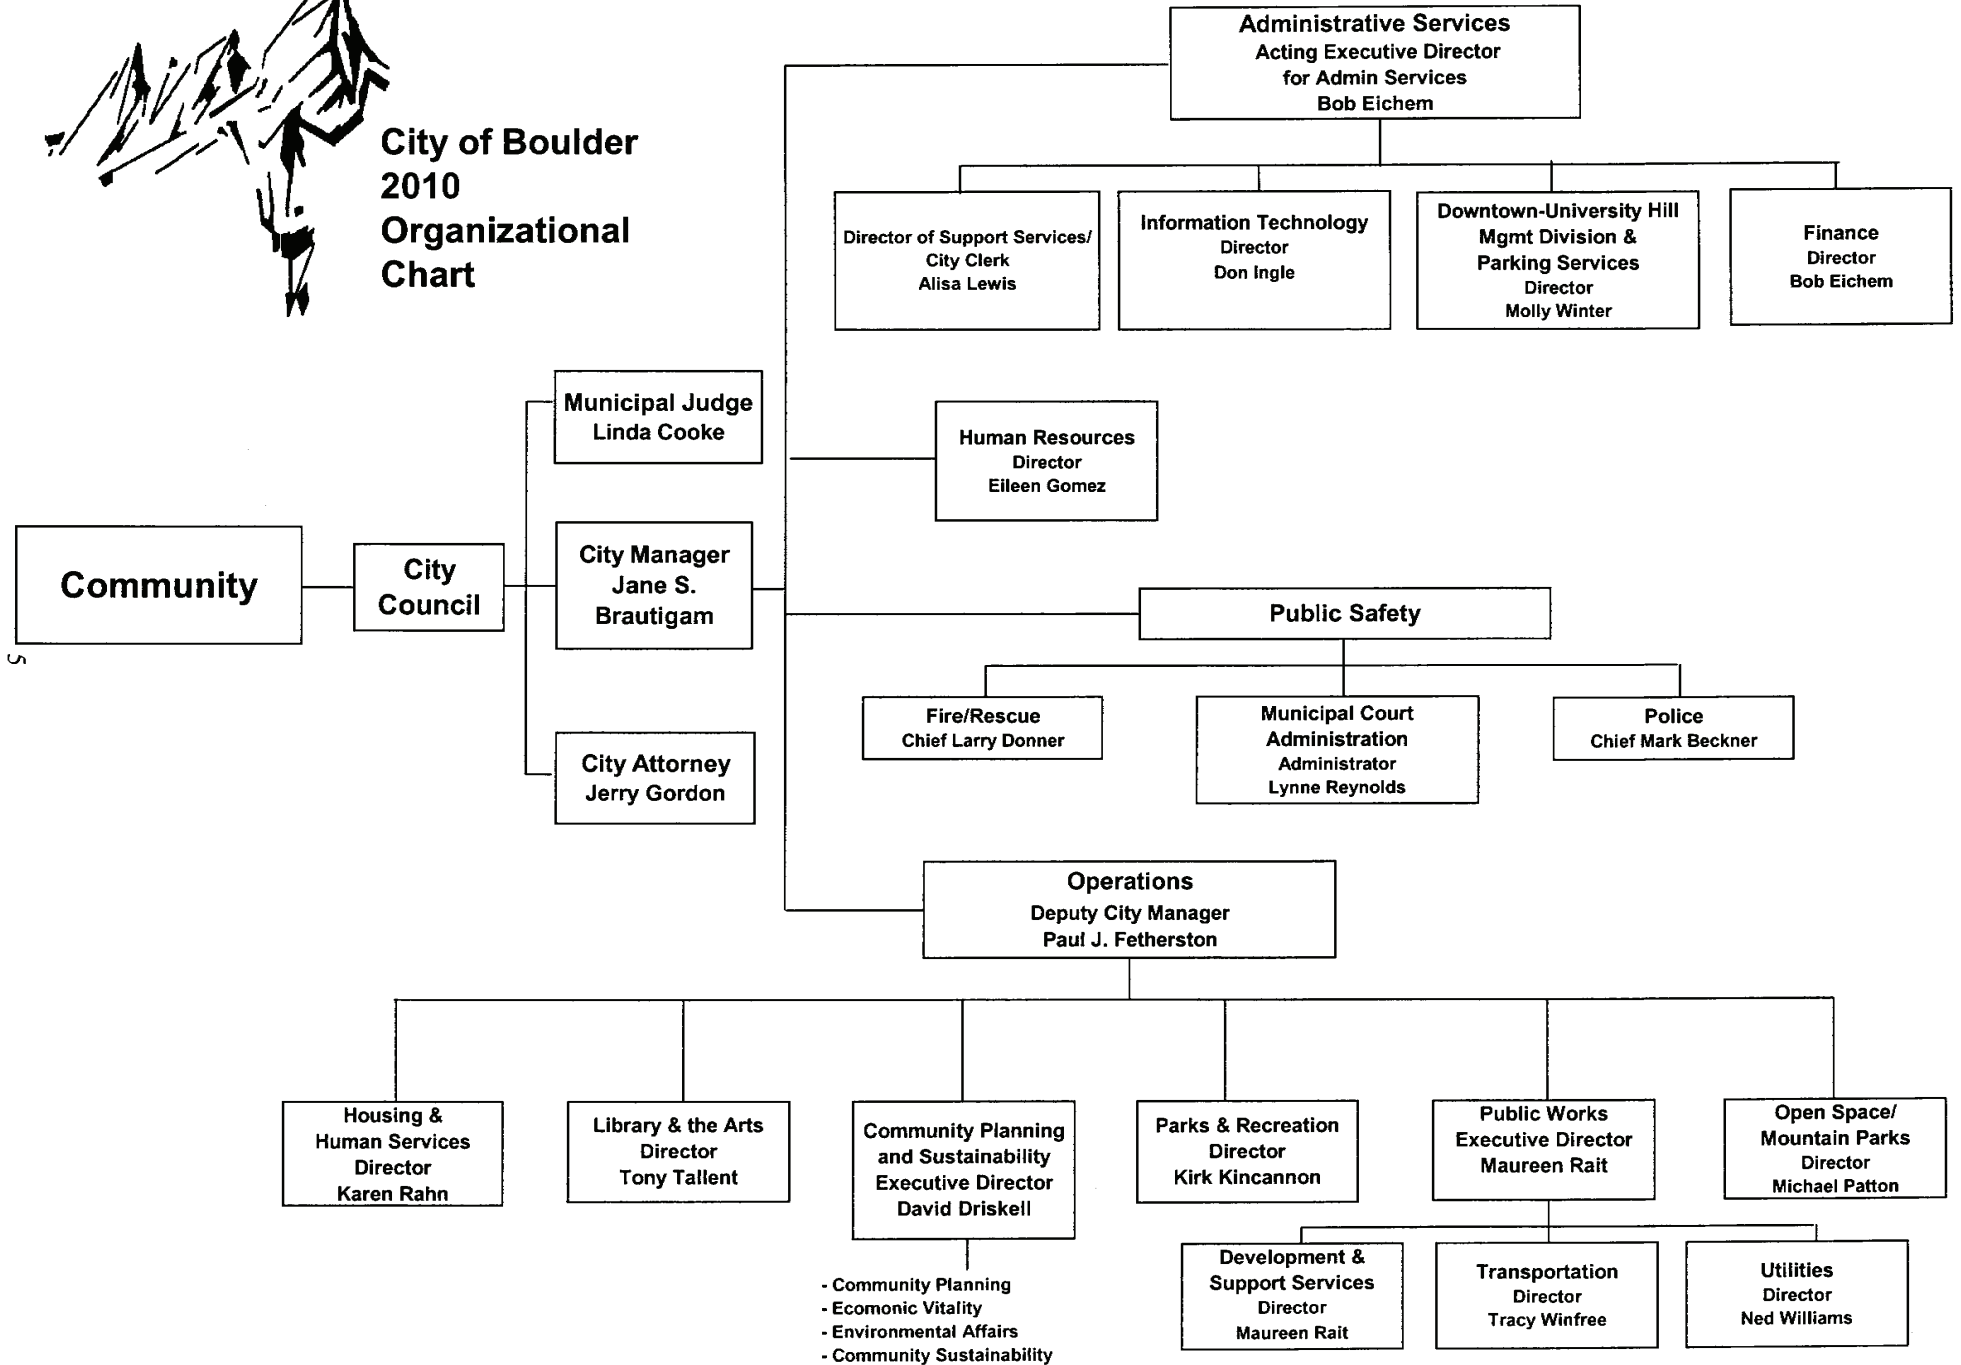 City of Boulder
2010
Organizational
Chart
Administrative Services
Acting Executive Director
for Admin Services
Bob Eichem
Director of Support Services/
City Clerk
Alisa Lewis
Information Technology
Director
Don Ingle
Downtown-University Hill
Mgmt Division &
Parking Services
Director
Molly Winter
Finance
Director
Bob Eichem
Municipal Judge
Linda Cooke
Human Resources
Director
Eileen Gomez
Community
City
Council
City Manager
Jane S.
Brautigam
Public Safety
Fire/Rescue
Chief Larry Donner
Municipal Court
Administration
Administrator
Lynne Reynolds
Police
Chief Mark Beckner
City Attorney
Jerry Gordon
5
Operations
Deputy City Manager
Paul J. Fetherston
Housing &
Human Services
Director
Karen Rahn
Library & the Arts
Director
Tony Tallent
Community Planning
and Sustainability
Executive Director
David Driskell
- Community Planning
- Ecomonic Vitality
- Environmental Affairs
- Community Sustainability
Parks & Recreation
Director
Kirk Kincannon
Public Works
Executive Director
Maureen Rait
Open Space/
Mountain Parks
Director
Michael Patton
Development &
Support Services
Director
Maureen Rait
Transportation
Director
Tracy Winfree
Utilities
Director
Ned Williams